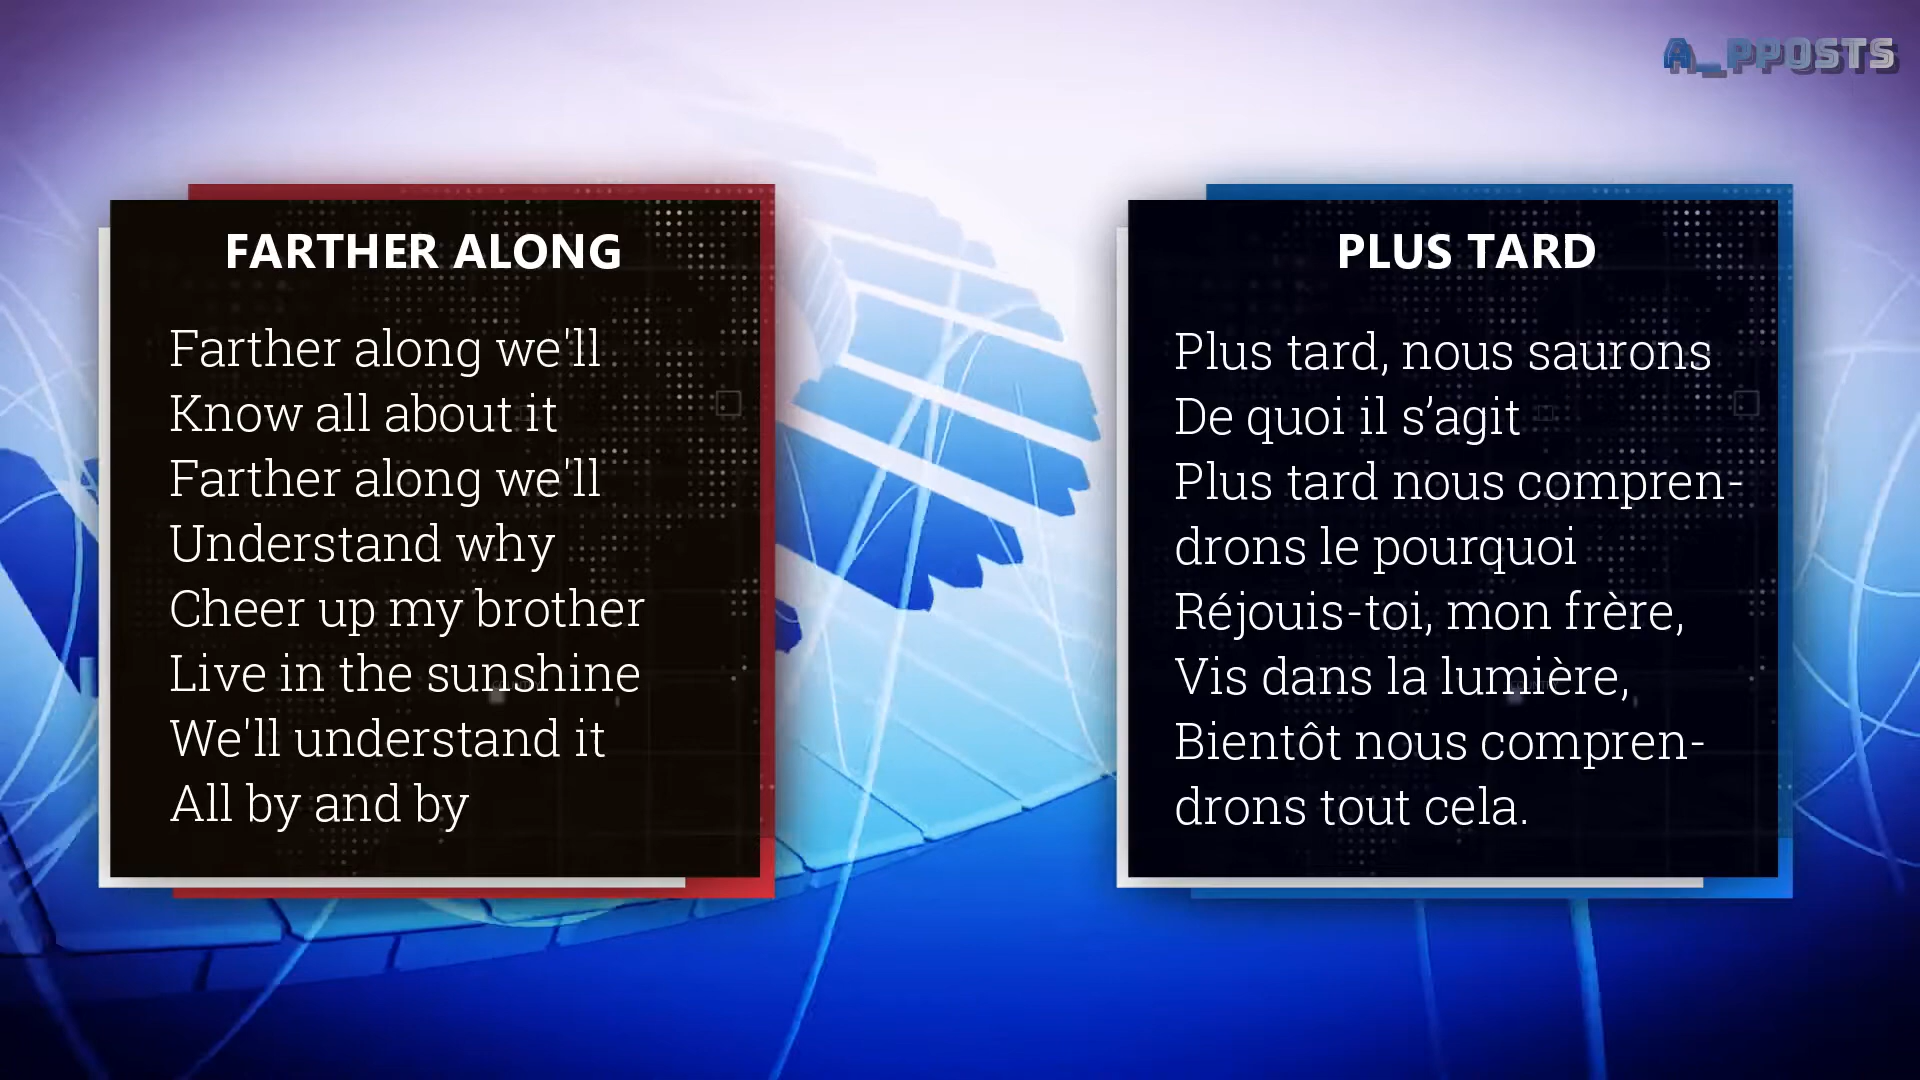 A_PPOSTS
FARTHER ALONG
Farther along we'll
Know all about it
Farther along we'll
Understand why
Cheer up my brother
Live in the sunshine
We'll understand it
All by and by
PLUS TARD
Plus tard, nous saurons
De quoi il s’agit
Plus tard nous compren-
drons le pourquoi
Réjouis-toi, mon frère,
Vis dans la lumière,
Bientôt nous compren-
drons tout cela.